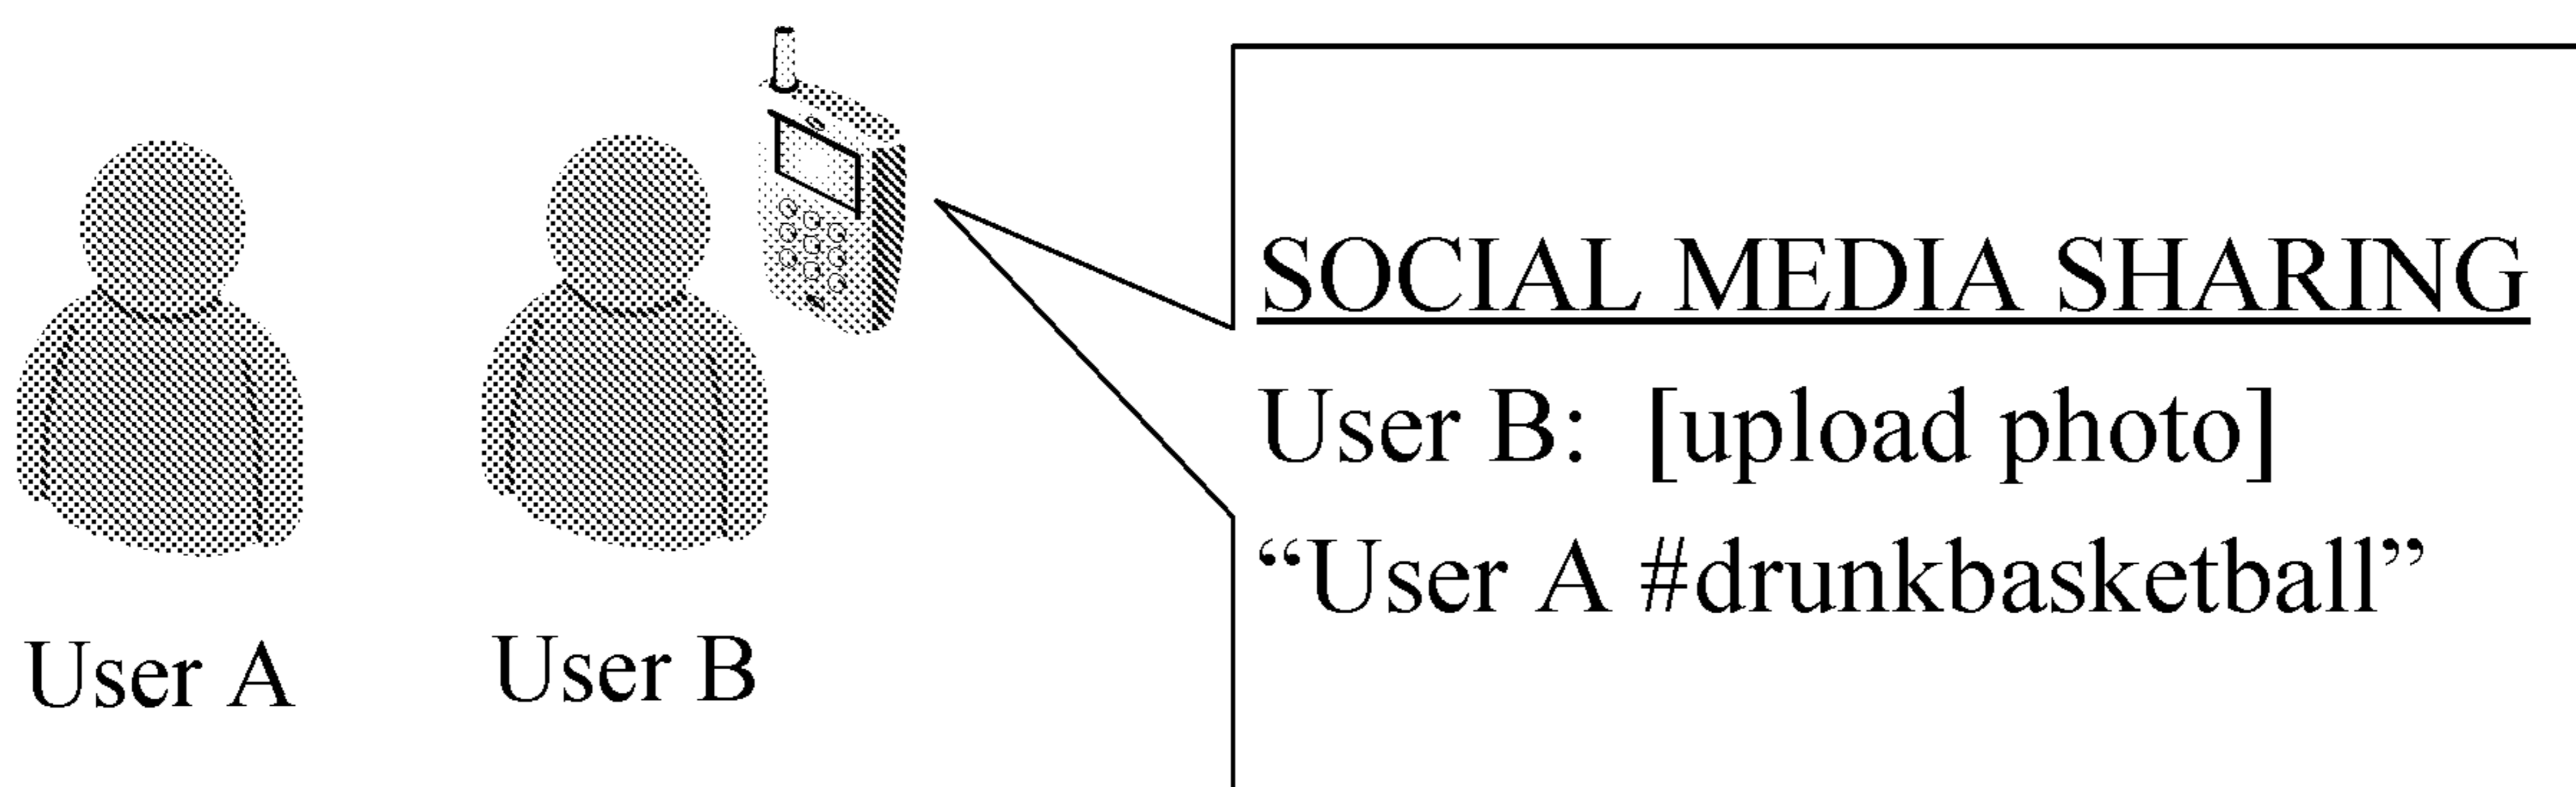 SOCIAL MEDIA SHARING
User B: [upload photo]
“User A #drunkbasketball”
User A
User B